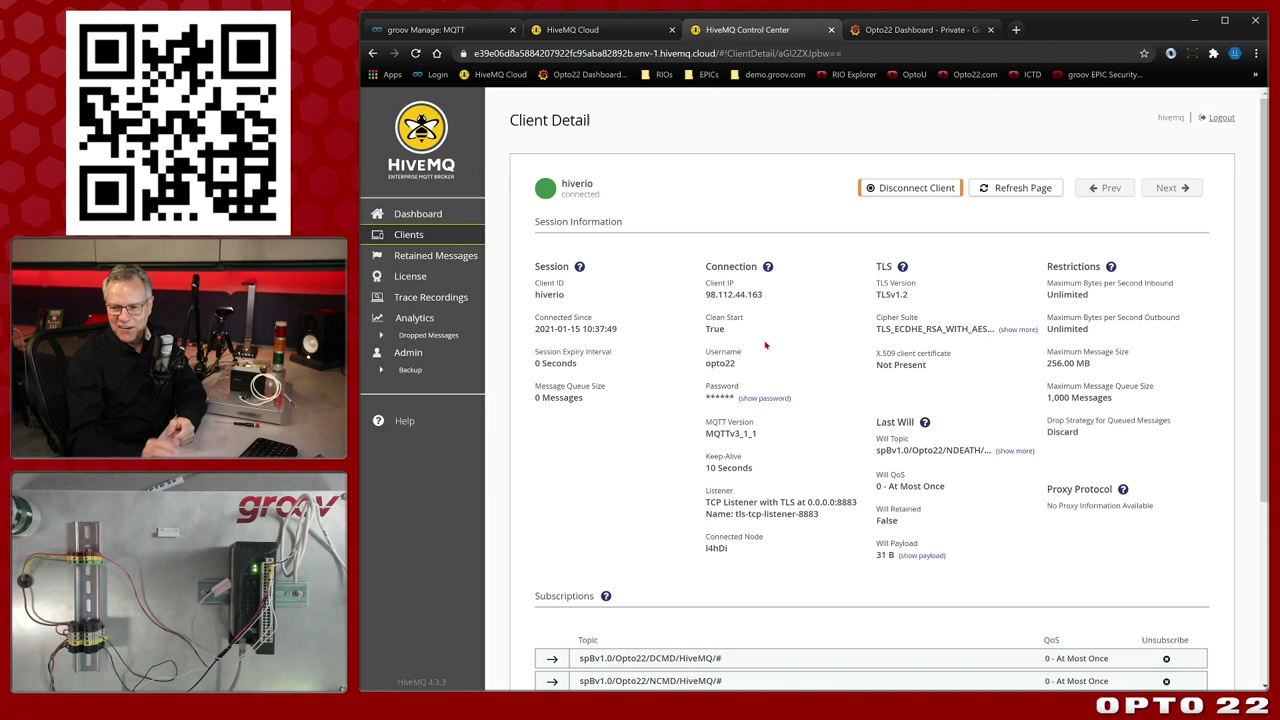 groov Manage: MQTT
HiveMQ Cloud
HiveMQ Control Center
Opto22 Dashboard - Private - Gr
e39e06d8a5884207922fc95aba82892b.env-1.hivemq.cloud/#!ClientDetail/aGl2ZXJpbw==
Apps
Login
HiveMQ Cloud
Opto22 Dashboard...
RIOs
EPICs
demo.groov.com
RIO Explorer
OptoU
Opto22.com
ICTD
groov EPIC Security...
»
HIVEMQ
ENTERPRISE MQTT BROKER
Dashboard
Clients
Retained Messages
License
Trace Recordings
Analytics
Dropped Messages
Admin
Backup
Help
HiveMQ 4.3.3
Client Detail
hivemq | Logout
hiverio
connected
Disconnect Client
Refresh Page
Prev
Next
Session Information
Session
Client ID
hiverio
Connected Since
2021-01-15 10:37:49
Session Expiry Interval
0 Seconds
Message Queue Size
0 Messages
Connection
Client IP
98.112.44.163
Clean Start
True
Username
opto22
Password
****** (show password)
MQTT Version
MQTTv3_1_1
Keep-Alive
10 Seconds
Listener
TCP Listener with TLS at 0.0.0.0:8883
Name: tls-tcp-listener-8883
Connected Node
I4hDi
TLS
TLS Version
TLSv1.2
Cipher Suite
TLS_ECDHE_RSA_WITH_AES... (show more)
X.509 client certificate
Not Present
Last Will
Will Topic
spBv1.0/Opto22/NDEATH/... (show more)
Will QoS
0 - At Most Once
Will Retained
False
Will Payload
31 B (show payload)
Restrictions
Maximum Bytes per Second Inbound
Unlimited
Maximum Bytes per Second Outbound
Unlimited
Maximum Message Size
256.00 MB
Maximum Message Queue Size
1,000 Messages
Drop Strategy for Queued Messages
Discard
Proxy Protocol
No Proxy Information Available
Subscriptions
Topic QoS Unsubscribe
spBv1.0/Opto22/DCMD/HiveMQ/# 0 - At Most Once
spBv1.0/Opto22/NCMD/HiveMQ/# 0 - At Most Once
groov
OPTO 22